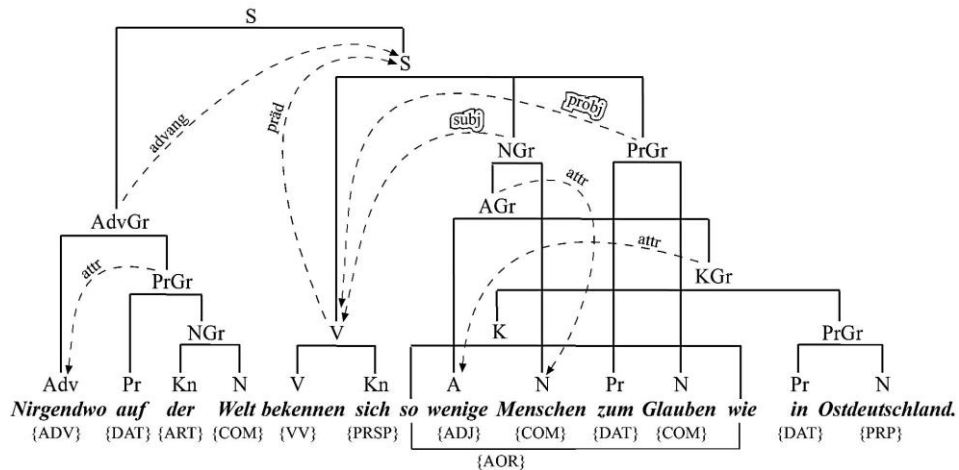 S
S
advang
präd
subj
probj
NGr
PrGr
attr
AdvGr
AGr
attr
attr
PrGr
KGr
NGr
V
K
PrGr
Adv Pr Kn N V Kn A N Pr N Pr N
Nirgendwo auf der Welt bekennen sich so wenige Menschen zum Glauben wie in Ostdeutschland.
{ADV} {DAT} {ART} {COM} {VV} {PRSP} {ADJ} {COM} {DAT} {COM} {DAT} {PRP}
{AOR}